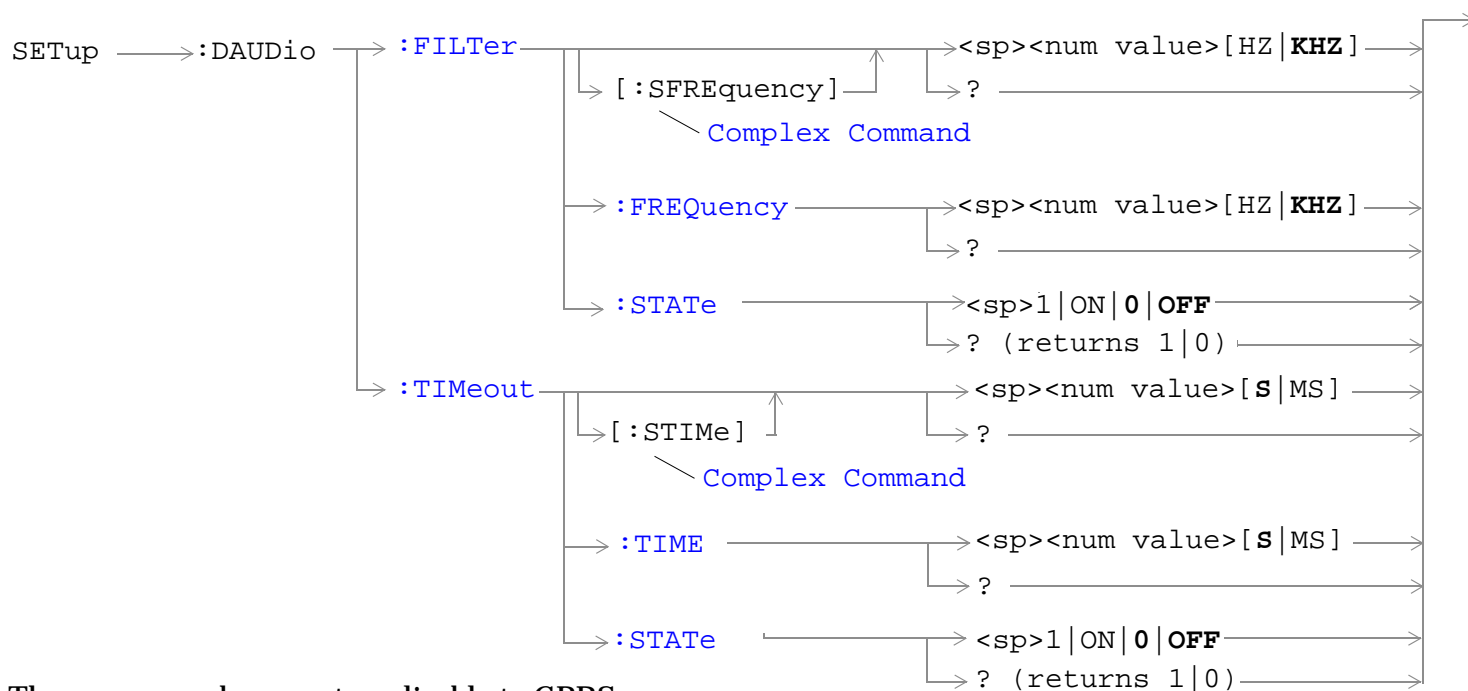 SETup :DAUDio :FILTer <sp><num value>[HZ|KHZ]
[:SFREquency] ?
Complex Command
:FREQuency <sp><num value>[HZ|KHZ]
?
:STATe <sp>1|ON|0|OFF
? (returns 1|0)
:TIMeout <sp><num value>[S|MS]
[:STIMe] ?
Complex Command
:TIME <sp><num value>[S|MS]
?
:STATe <sp>1|ON|0|OFF
? (returns 1|0)